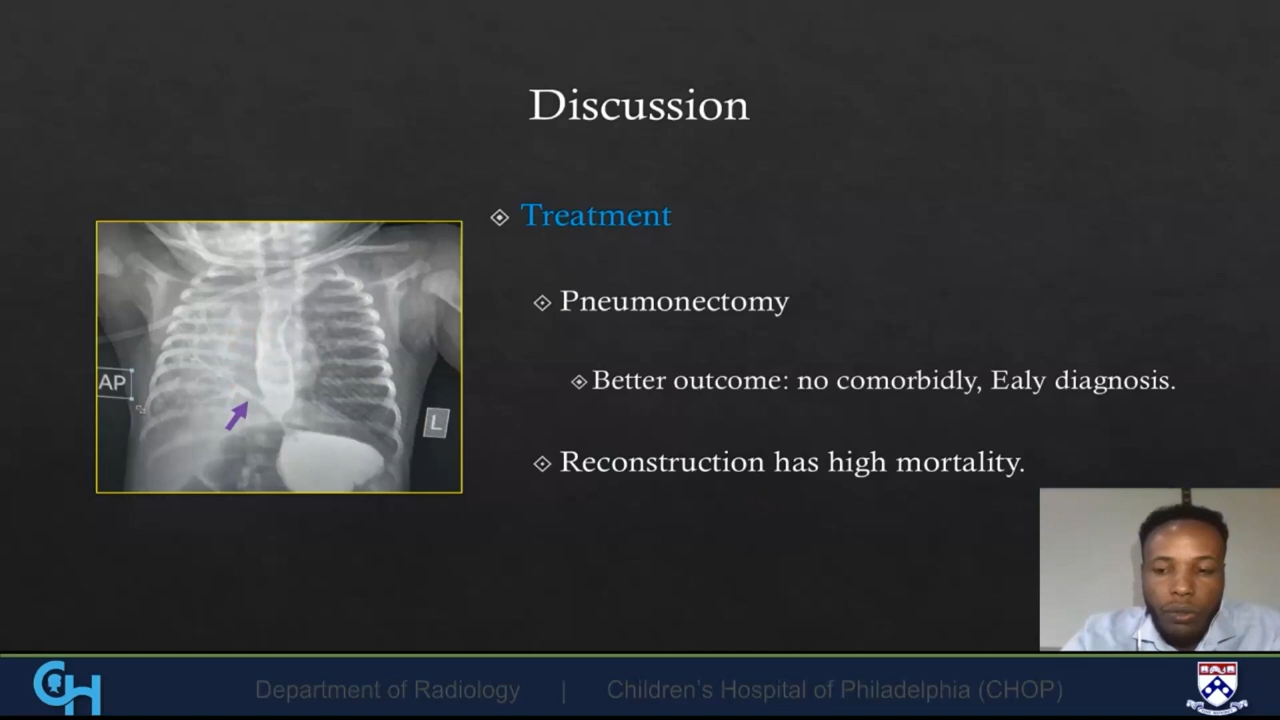 Discussion
Treatment
Pneumonectomy
AP
Better outcome: no comorbidly, Ealy diagnosis.
L
Reconstruction has high mortality.
CH
Department of Radiology | Children's Hospital of Philadelphia (CHOP)